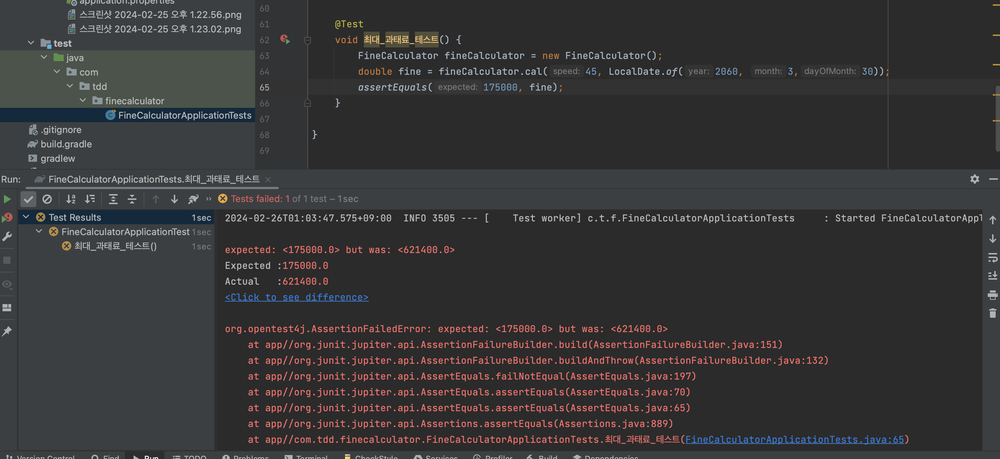 application.properties
스크린샷 2024-02-25 오후 1.22.56.png
스크린샷 2024-02-25 오후 1.23.02.png
test
java
com
tdd
finecalculator
FineCalculatorApplicationTests
.gitignore
build.gradle
gradlew
60
61 @Test
62 void 최대_과태료_테스트() {
63 FineCalculator fineCalculator = new FineCalculator();
64 double fine = fineCalculator.cal( speed: 45, LocalDate.of( year: 2060, month: 3, dayOfMonth: 30));
65 assertEquals( expected: 175000, fine);
66 }
67
68 }
69
Run: FineCalculatorApplicationTests.최대_과태료_테스트
Tests failed: 1 of 1 test – 1 sec
Test Results 1 sec
FineCalculatorApplicationTest 1 sec
최대_과태료_테스트() 1 sec
2024-02-26T01:03:47.575+09:00  INFO 3505 --- [    Test worker] c.t.f.FineCalculatorApplicationTests     : Started FineCalculatorAppl
expected: <175000.0> but was: <621400.0>
Expected :175000.0
Actual   :621400.0
<Click to see difference>
org.opentest4j.AssertionFailedError: expected: <175000.0> but was: <621400.0>
at app//org.junit.jupiter.api.AssertionFailureBuilder.build(AssertionFailureBuilder.java:151)
at app//org.junit.jupiter.api.AssertionFailureBuilder.buildAndThrow(AssertionFailureBuilder.java:132)
at app//org.junit.jupiter.api.AssertEquals.failNotEqual(AssertEquals.java:197)
at app//org.junit.jupiter.api.AssertEquals.assertEquals(AssertEquals.java:70)
at app//org.junit.jupiter.api.AssertEquals.assertEquals(AssertEquals.java:65)
at app//org.junit.jupiter.api.Assertions.assertEquals(Assertions.java:889)
at app//com.tdd.finecalculator.FineCalculatorApplicationTests.최대_과태료_테스트(FineCalculatorApplicationTests.java:65)
Version Control Find Run TODO Problems Terminal CheckStyle Services Profiler Build Dependencies